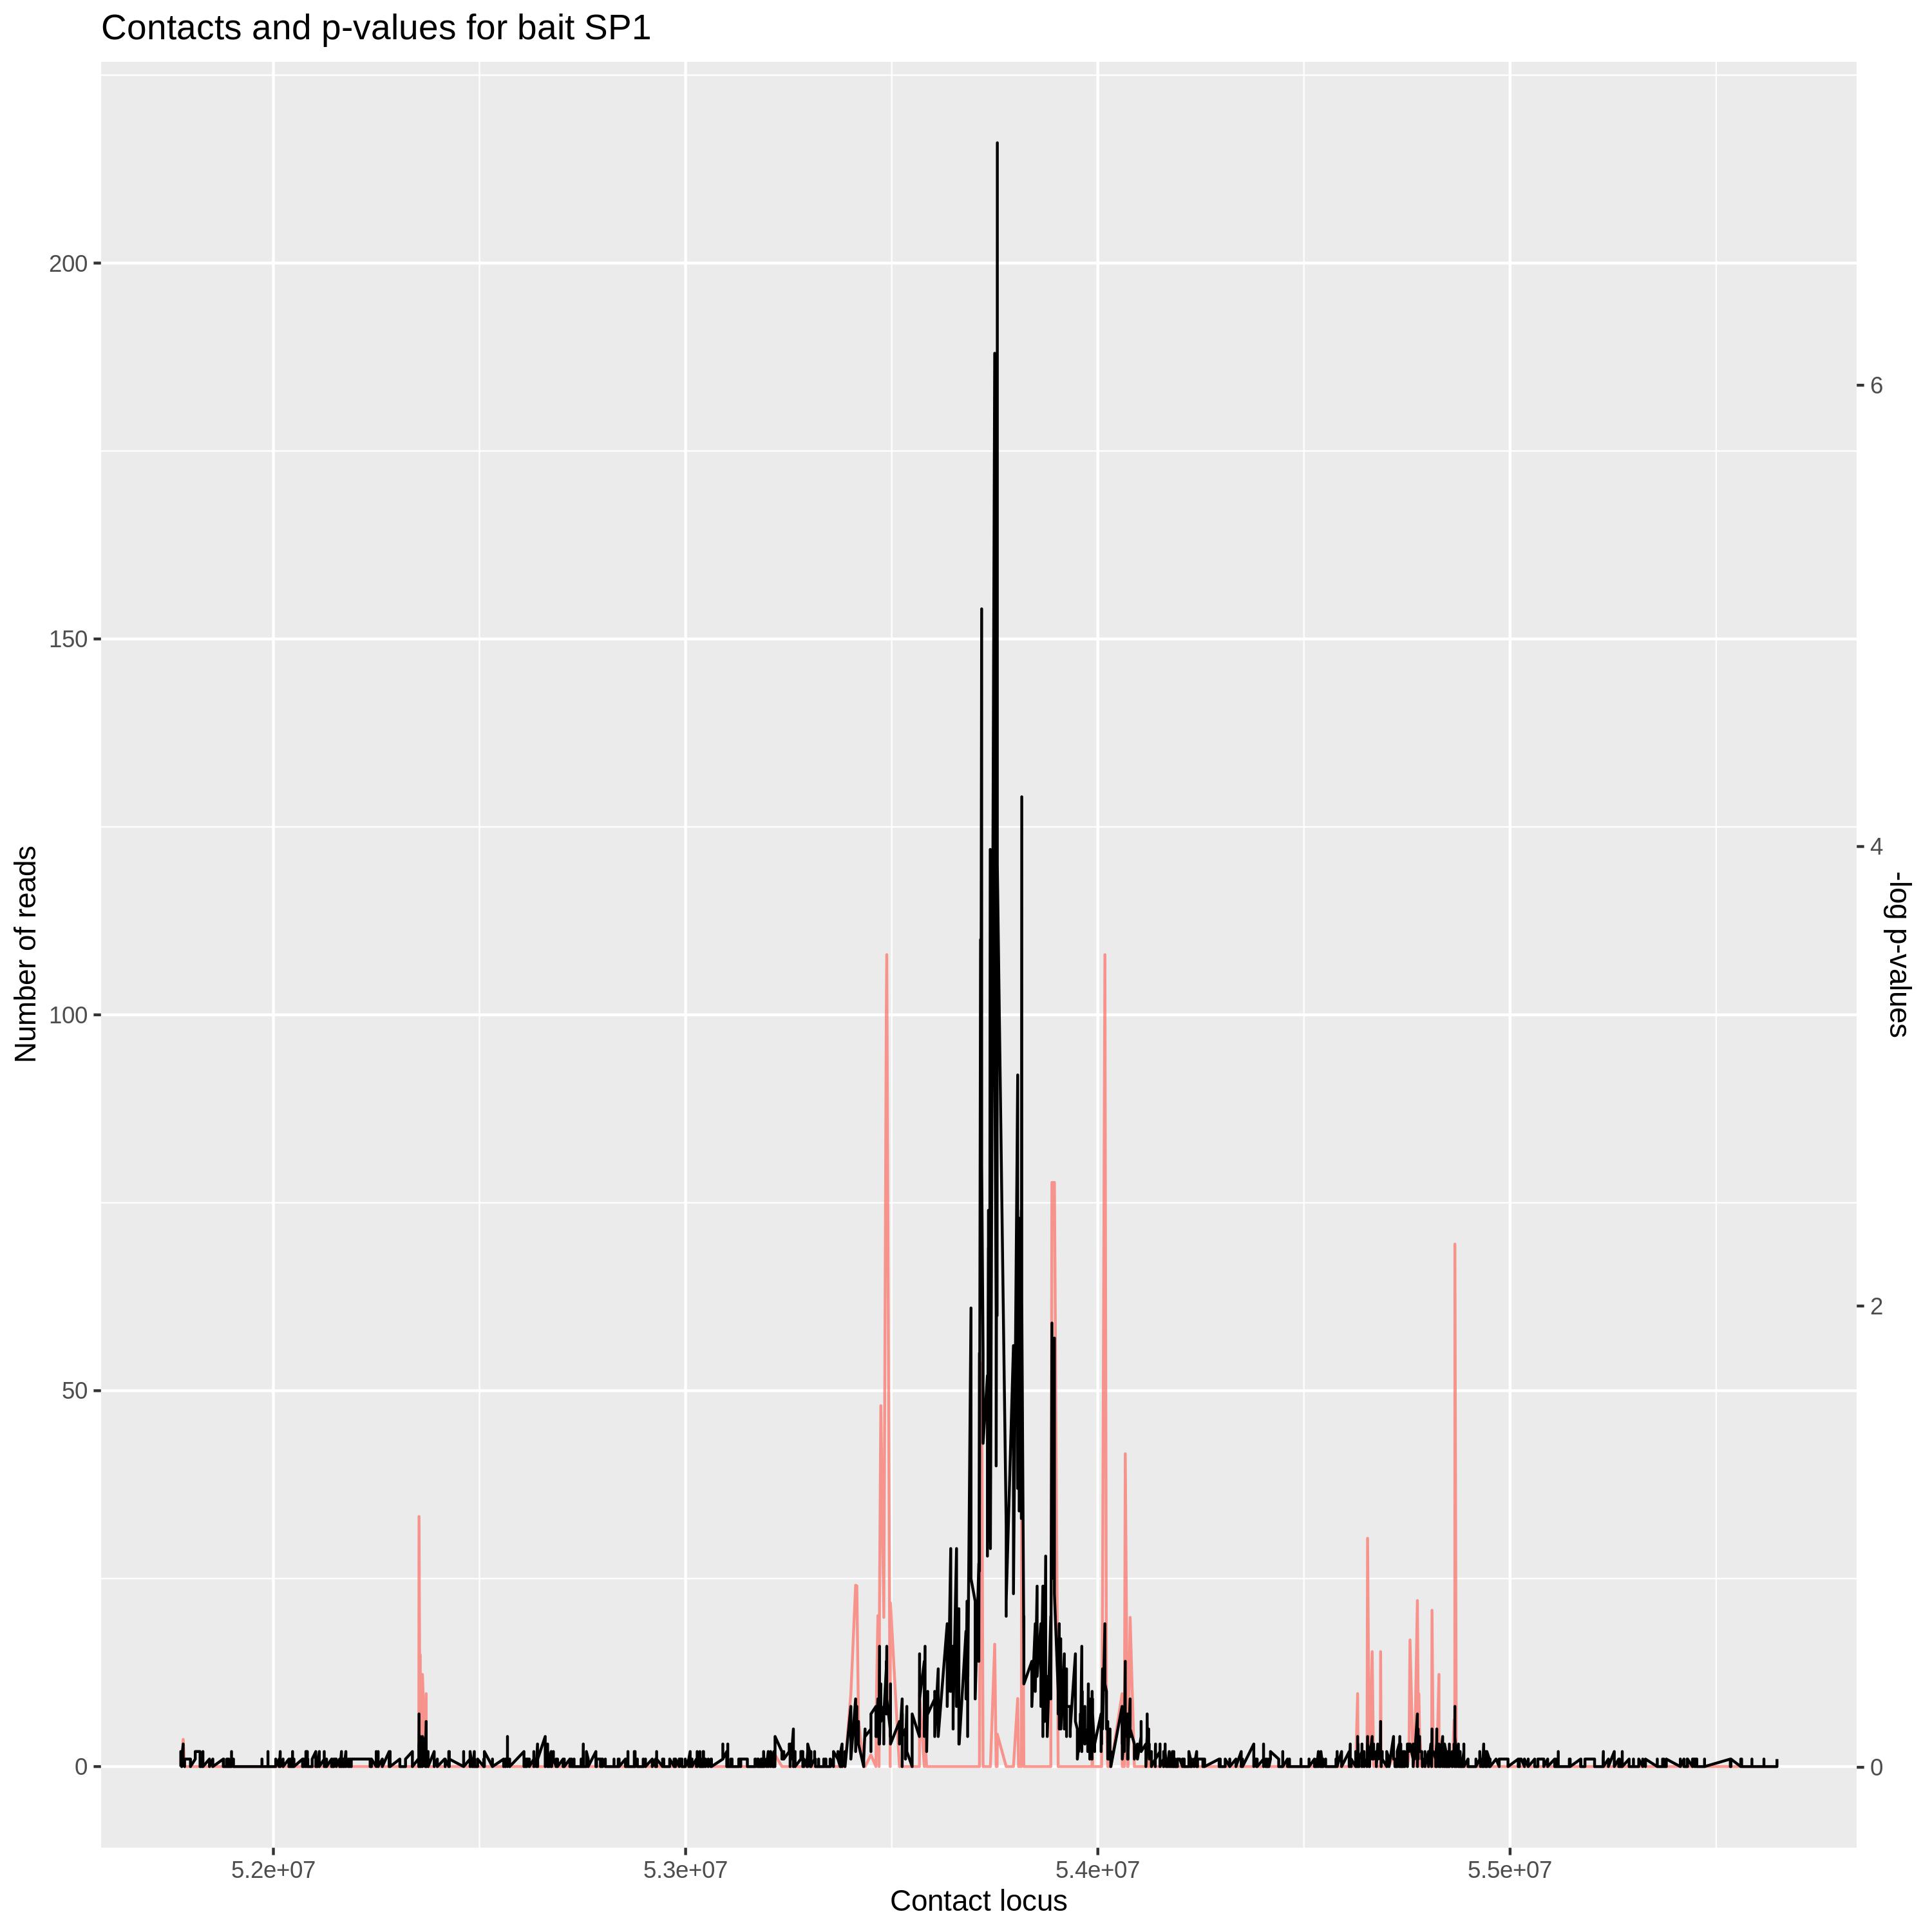 Contacts and p-values for bait SP1
200
150
100
50
0
6
4
2
0
Number of reads
-log p-values
5.2e+07
5.3e+07
5.4e+07
5.5e+07
Contact locus